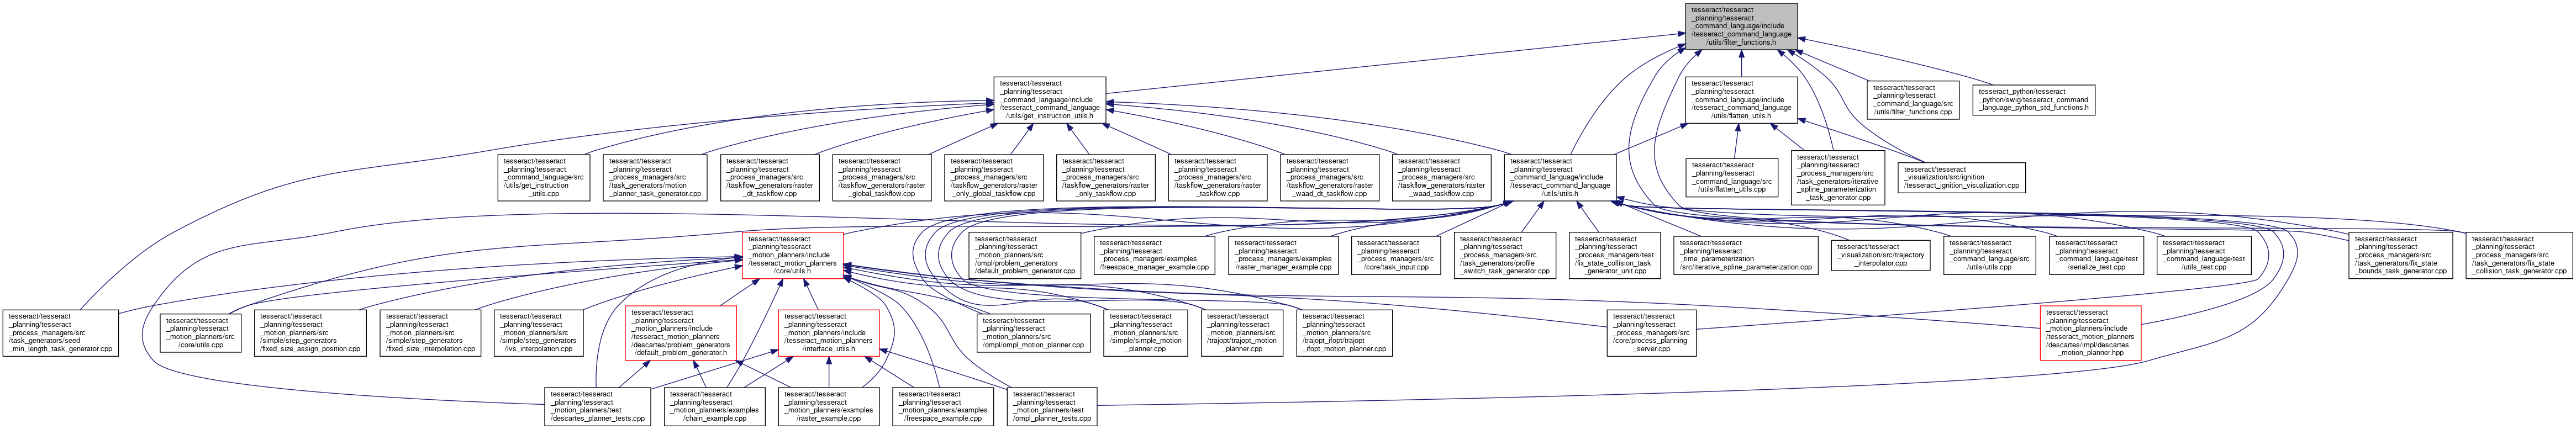 tesseract/tesseract
_planning/tesseract
_command_language/include
/tesseract_command_language
/utils/filter_functions.h
tesseract/tesseract
_planning/tesseract
_command_language/include
/tesseract_command_language
/utils/get_instruction_utils.h
tesseract/tesseract
_planning/tesseract
_command_language/include
/tesseract_command_language
/utils/flatten_utils.h
tesseract/tesseract
_planning/tesseract
_command_language/src
/utils/filter_functions.cpp
tesseract_python/tesseract
_python/swig/tesseract_command
_language_python_std_functions.h
tesseract/tesseract
_planning/tesseract
_command_language/src
/utils/get_instruction
_utils.cpp
tesseract/tesseract
_planning/tesseract
_process_managers/src
/task_generators/motion
_planner_task_generator.cpp
tesseract/tesseract
_planning/tesseract
_process_managers/src
/taskflow_generators/raster
_dt_taskflow.cpp
tesseract/tesseract
_planning/tesseract
_process_managers/src
/taskflow_generators/raster
_global_taskflow.cpp
tesseract/tesseract
_planning/tesseract
_process_managers/src
/taskflow_generators/raster
_only_global_taskflow.cpp
tesseract/tesseract
_planning/tesseract
_process_managers/src
/taskflow_generators/raster
_only_taskflow.cpp
tesseract/tesseract
_planning/tesseract
_process_managers/src
/taskflow_generators/raster
_taskflow.cpp
tesseract/tesseract
_planning/tesseract
_process_managers/src
/taskflow_generators/raster
_waad_dt_taskflow.cpp
tesseract/tesseract
_planning/tesseract
_process_managers/src
/taskflow_generators/raster
_waad_taskflow.cpp
tesseract/tesseract
_planning/tesseract
_command_language/include
/tesseract_command_language
/utils/utils.h
tesseract/tesseract
_planning/tesseract
_command_language/src
/utils/flatten_utils.cpp
tesseract/tesseract
_planning/tesseract
_process_managers/src
/task_generators/iterative
_spline_parameterization
_task_generator.cpp
tesseract/tesseract
_visualization/src/ignition
/tesseract_ignition_visualization.cpp
tesseract/tesseract
_planning/tesseract
_motion_planners/include
/tesseract_motion_planners
/core/utils.h
tesseract/tesseract
_planning/tesseract
_motion_planners/src
/ompl/problem_generators
/default_problem_generator.cpp
tesseract/tesseract
_planning/tesseract
_process_managers/examples
/freespace_manager_example.cpp
tesseract/tesseract
_planning/tesseract
_process_managers/examples
/raster_manager_example.cpp
tesseract/tesseract
_planning/tesseract
_process_managers/src
/core/task_input.cpp
tesseract/tesseract
_planning/tesseract
_process_managers/src
/task_generators/profile
_switch_task_generator.cpp
tesseract/tesseract
_planning/tesseract
_process_managers/test
/fix_state_collision_task
_generator_unit.cpp
tesseract/tesseract
_planning/tesseract
_time_parameterization
/src/iterative_spline_parameterization.cpp
tesseract/tesseract
_visualization/src/trajectory
_interpolator.cpp
tesseract/tesseract
_planning/tesseract
_command_language/src
/utils/utils.cpp
tesseract/tesseract
_planning/tesseract
_command_language/test
/serialize_test.cpp
tesseract/tesseract
_planning/tesseract
_command_language/test
/utils_test.cpp
tesseract/tesseract
_planning/tesseract
_process_managers/src
/task_generators/fix_state
_bounds_task_generator.cpp
tesseract/tesseract
_planning/tesseract
_process_managers/src
/task_generators/fix_state
_collision_task_generator.cpp
tesseract/tesseract
_planning/tesseract
_process_managers/src
/task_generators/seed
_min_length_task_generator.cpp
tesseract/tesseract
_planning/tesseract
_motion_planners/src
/core/utils.cpp
tesseract/tesseract
_planning/tesseract
_motion_planners/src
/simple/step_generators
/fixed_size_assign_position.cpp
tesseract/tesseract
_planning/tesseract
_motion_planners/src
/simple/step_generators
/fixed_size_interpolation.cpp
tesseract/tesseract
_planning/tesseract
_motion_planners/src
/simple/step_generators
/lvs_interpolation.cpp
tesseract/tesseract
_planning/tesseract
_motion_planners/include
/tesseract_motion_planners
/descartes/problem_generators
/default_problem_generator.h
tesseract/tesseract
_planning/tesseract
_motion_planners/include
/tesseract_motion_planners
/interface_utils.h
tesseract/tesseract
_planning/tesseract
_motion_planners/src
/ompl/ompl_motion_planner.cpp
tesseract/tesseract
_planning/tesseract
_motion_planners/src
/simple/simple_motion
_planner.cpp
tesseract/tesseract
_planning/tesseract
_motion_planners/src
/trajopt/trajopt_motion
_planner.cpp
tesseract/tesseract
_planning/tesseract
_motion_planners/src
/trajopt_ifopt/trajopt
_ifopt_motion_planner.cpp
tesseract/tesseract
_planning/tesseract
_process_managers/src
/core/process_planning
_server.cpp
tesseract/tesseract
_planning/tesseract
_motion_planners/include
/tesseract_motion_planners
/descartes/impl/descartes
_motion_planner.hpp
tesseract/tesseract
_planning/tesseract
_motion_planners/test
/descartes_planner_tests.cpp
tesseract/tesseract
_planning/tesseract
_motion_planners/examples
/chain_example.cpp
tesseract/tesseract
_planning/tesseract
_motion_planners/examples
/raster_example.cpp
tesseract/tesseract
_planning/tesseract
_motion_planners/examples
/freespace_example.cpp
tesseract/tesseract
_planning/tesseract
_motion_planners/test
/ompl_planner_tests.cpp